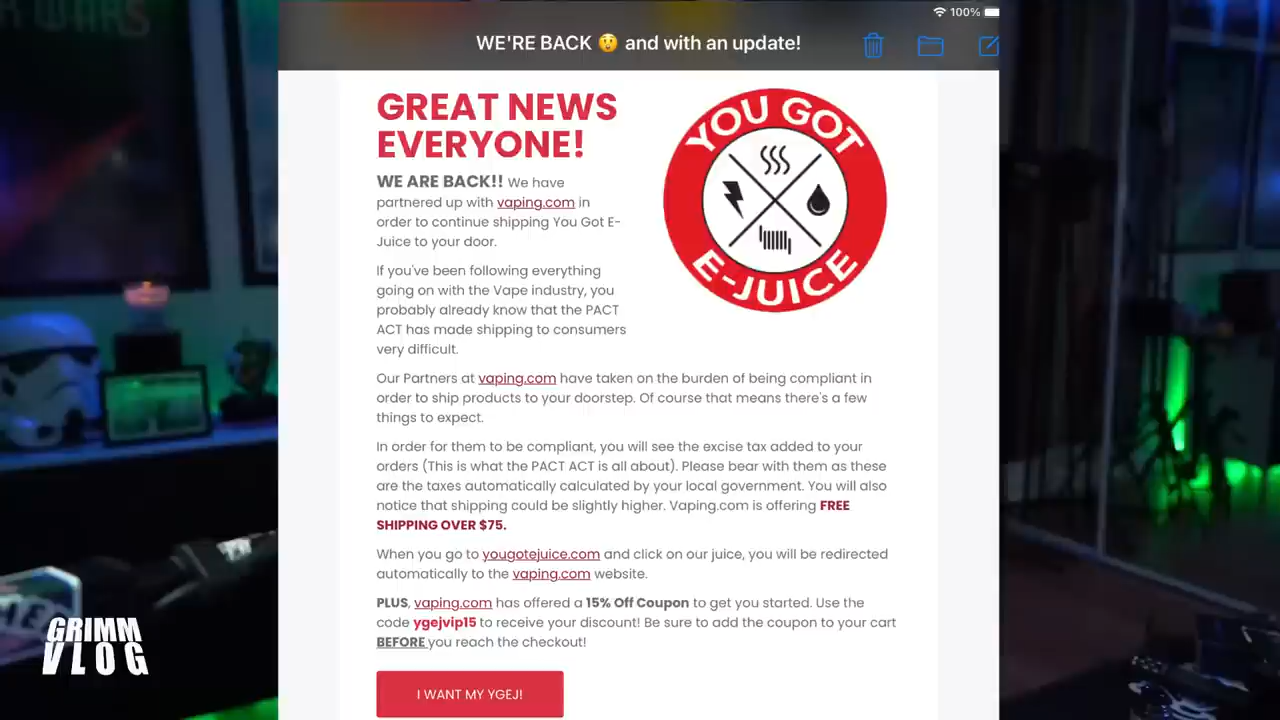 100%
WE'RE BACK 😲 and with an update!
GREAT NEWS
EVERYONE!
WE ARE BACK!! We have
partnered up with vaping.com in
order to continue shipping You Got E-
Juice to your door.
If you've been following everything
going on with the Vape industry, you
probably already know that the PACT
ACT has made shipping to consumers
very difficult.
YOU GOT
E-JUICE
Our Partners at vaping.com have taken on the burden of being compliant in
order to ship products to your doorstep. Of course that means there's a few
things to expect.
In order for them to be compliant, you will see the excise tax added to your
orders (This is what the PACT ACT is all about). Please bear with them as these
are the taxes automatically calculated by your local government. You will also
notice that shipping could be slightly higher. Vaping.com is offering FREE
SHIPPING OVER $75.
When you go to yougotejuice.com and click on our juice, you will be redirected
automatically to the vaping.com website.
PLUS, vaping.com has offered a 15% Off Coupon to get you started. Use the
code ygejvip15 to receive your discount! Be sure to add the coupon to your cart
BEFORE you reach the checkout!
I WANT MY YGEJ!
GRIMM
VLOG